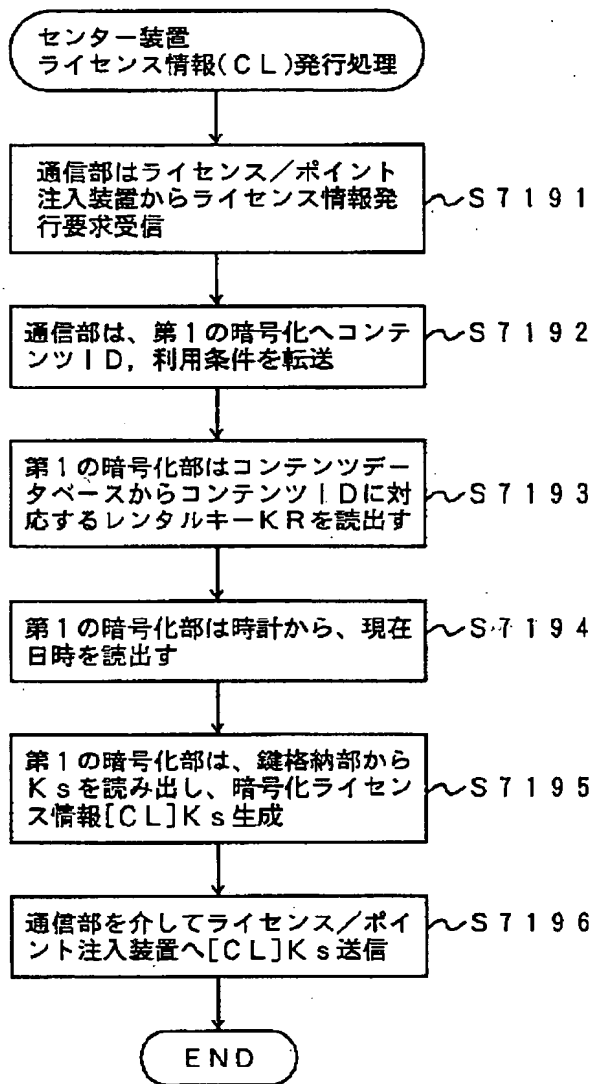 センター装置
ライセンス情報(CL)発行処理
通信部はライセンス/ポイント
注入装置からライセンス情報発
行要求受信
S7191
通信部は、第1の暗号化へコンテ
ンツID,利用条件を転送
S7192
第1の暗号化部はコンテンツデー
タベースからコンテンツIDに対
応するレンタルキーKRを読出す
S7193
第1の暗号化部は時計から、現在
日時を読出す
S7194
第1の暗号化部は、鍵格納部から
Ksを読み出し、暗号化ライセン
ス情報[CL]Ks生成
S7195
通信部を介してライセンス/ポイ
ント注入装置へ[CL]Ks送信
S7196
END